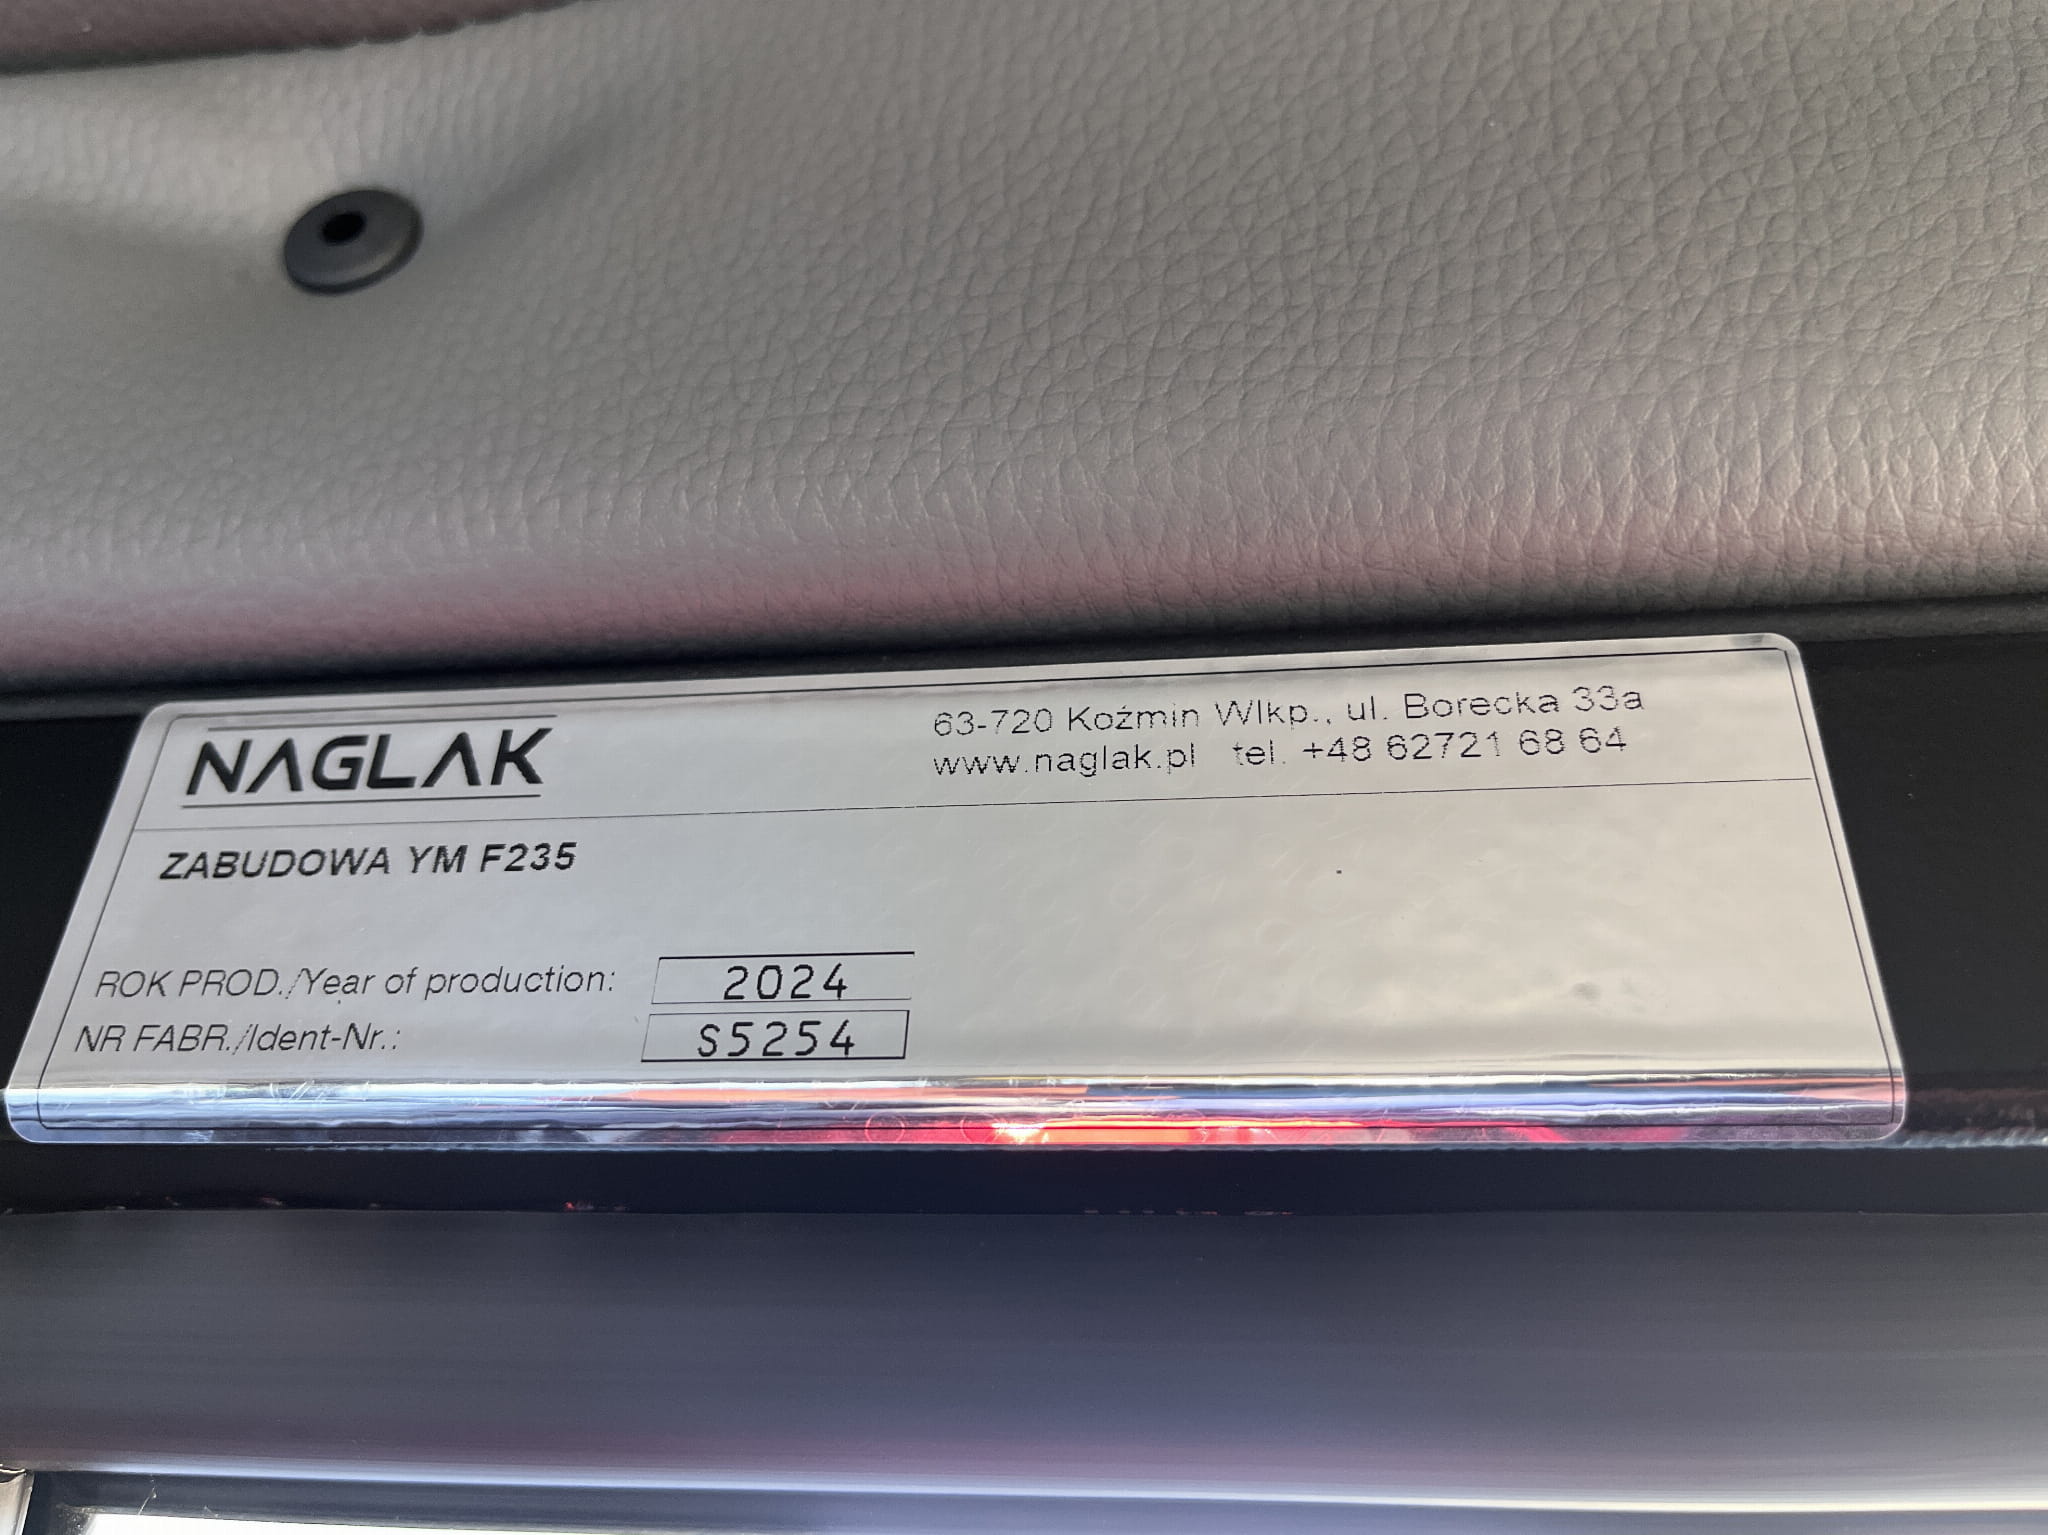 NAGLAK
63-720 Koźmin Wlkp., ul. Borecka 33a
www.naglak.pl tel. +48 62721 68 64
ZABUDOWA YM F235
ROK PROD./Year of production: 2024
NR FABR./Ident-Nr.: S5254